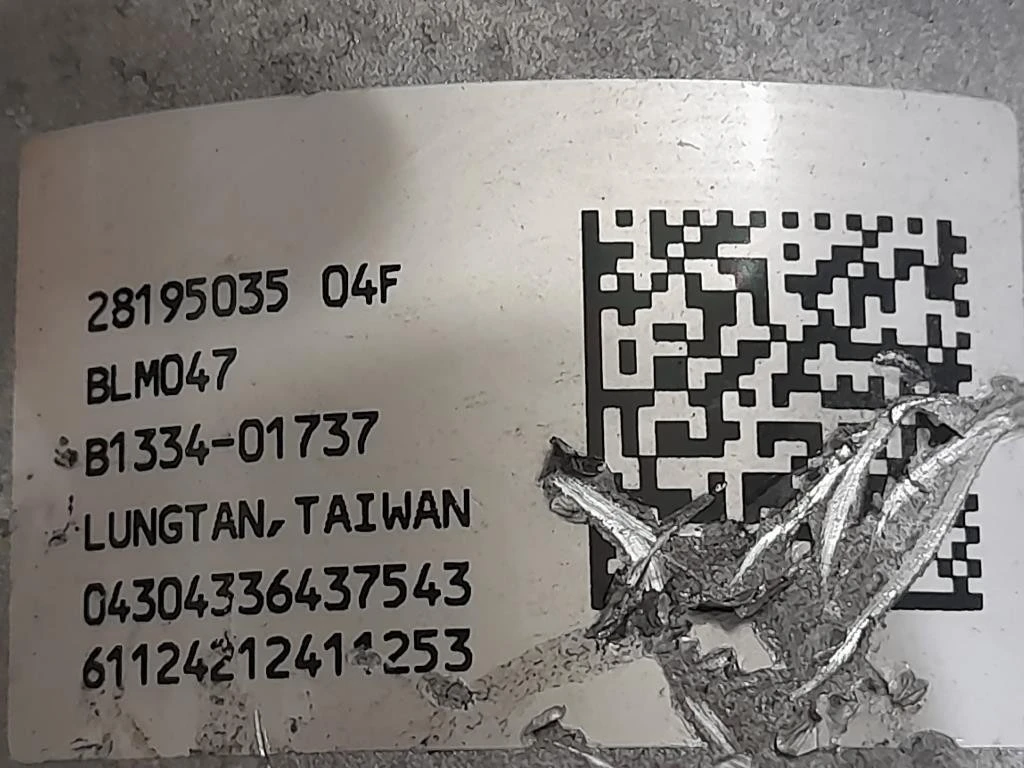 28195035 04F
BLM047
B1334-01737
LUNGTAN, TAIWAN
04304336437543
61124212411253